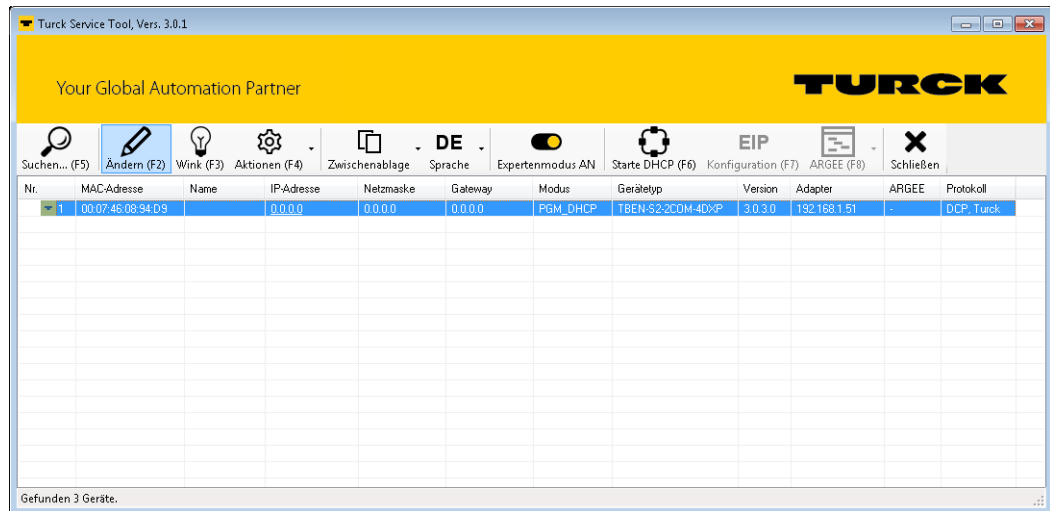 Turck Service Tool, Vers. 3.0.1
Your Global Automation Partner
TURCK
Suchen... (F5) Ändern (F2) Wink (F3) Aktionen (F4) Zwischenablage DE Sprache Expertenmodus AN Starte DHCP (F6) EIP Konfiguration (F7) ARGEE (F8) Schließen
Nr. MAC-Adresse Name IP-Adresse Netzmaske Gateway Modus Gerätetyp Version Adapter ARGEE Protokoll
1 00:07:46:08:94:D9 0.0.0.0 0.0.0.0 0.0.0.0 PGM_DHCP TBEN-S2-2COM-4DXP 3.0.3.0 192.168.1.51 - DCP, Turck
Gefunden 3 Geräte.